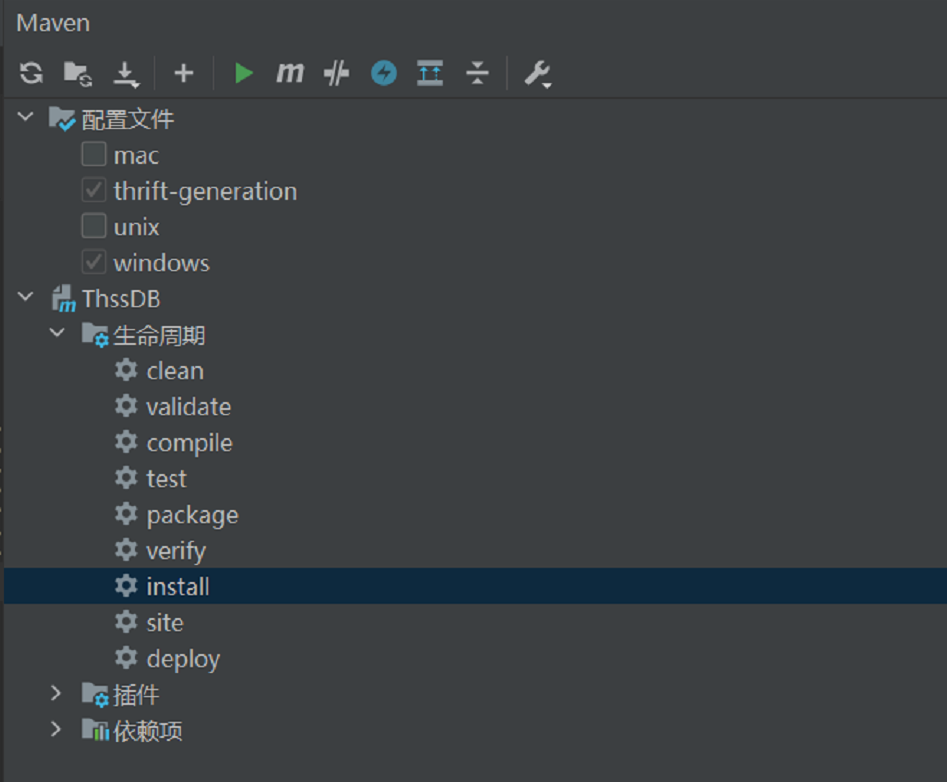 Maven
配置文件
mac
thrift-generation
unix
windows
ThssDB
生命周期
clean
validate
compile
test
package
verify
install
site
deploy
插件
依赖项